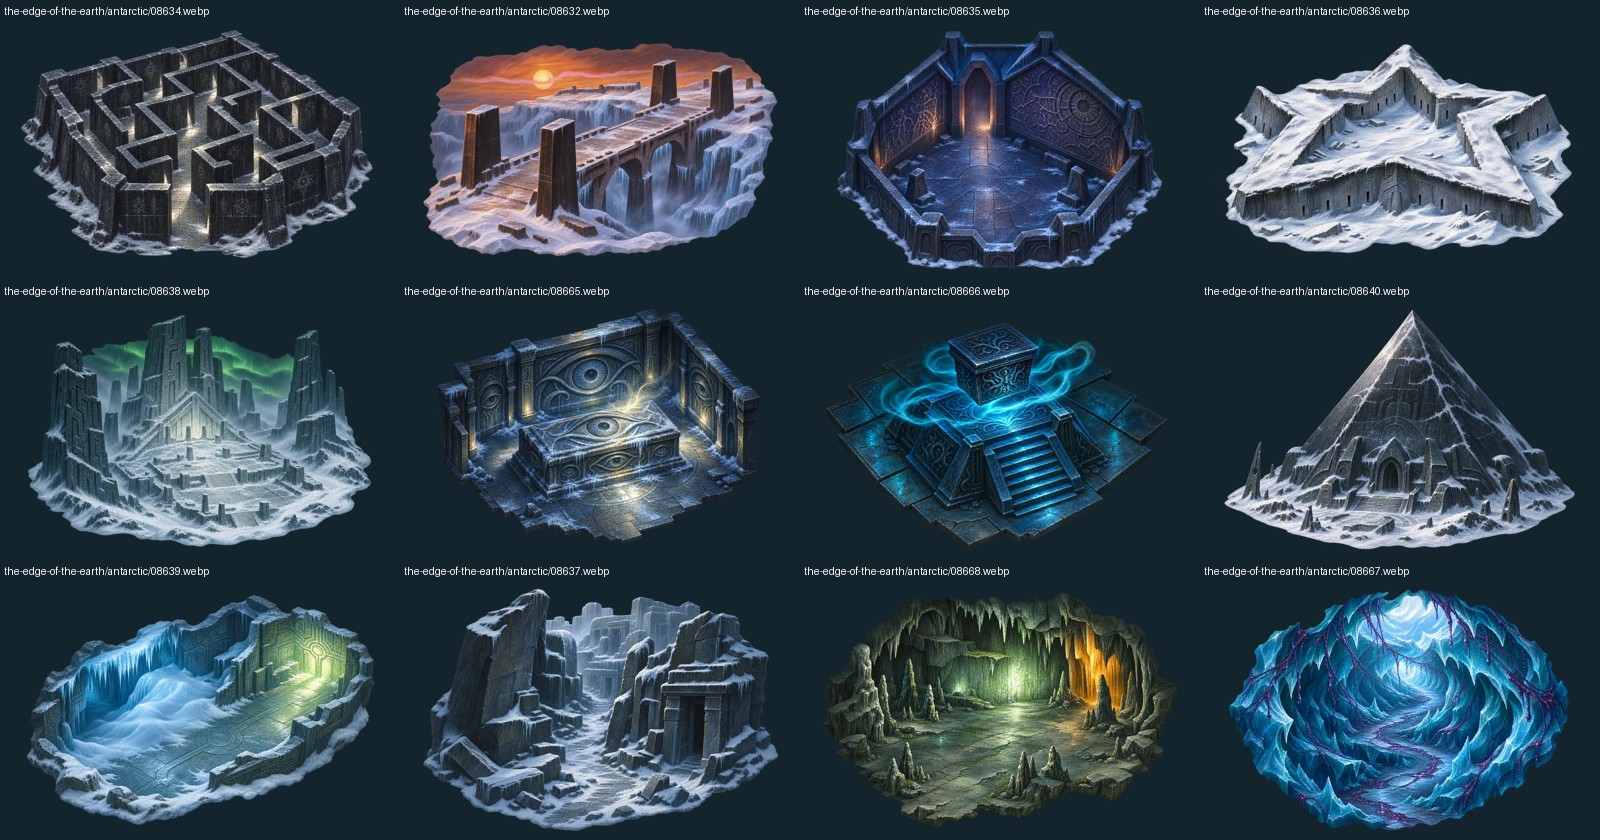 the-edge-of-the-earth/antarctic/08634.webp
the-edge-of-the-earth/antarctic/08632.webp
the-edge-of-the-earth/antarctic/08635.webp
the-edge-of-the-earth/antarctic/08636.webp
the-edge-of-the-earth/antarctic/08638.webp
the-edge-of-the-earth/antarctic/08665.webp
the-edge-of-the-earth/antarctic/08666.webp
the-edge-of-the-earth/antarctic/08640.webp
the-edge-of-the-earth/antarctic/08639.webp
the-edge-of-the-earth/antarctic/08637.webp
the-edge-of-the-earth/antarctic/08668.webp
the-edge-of-the-earth/antarctic/08667.webp